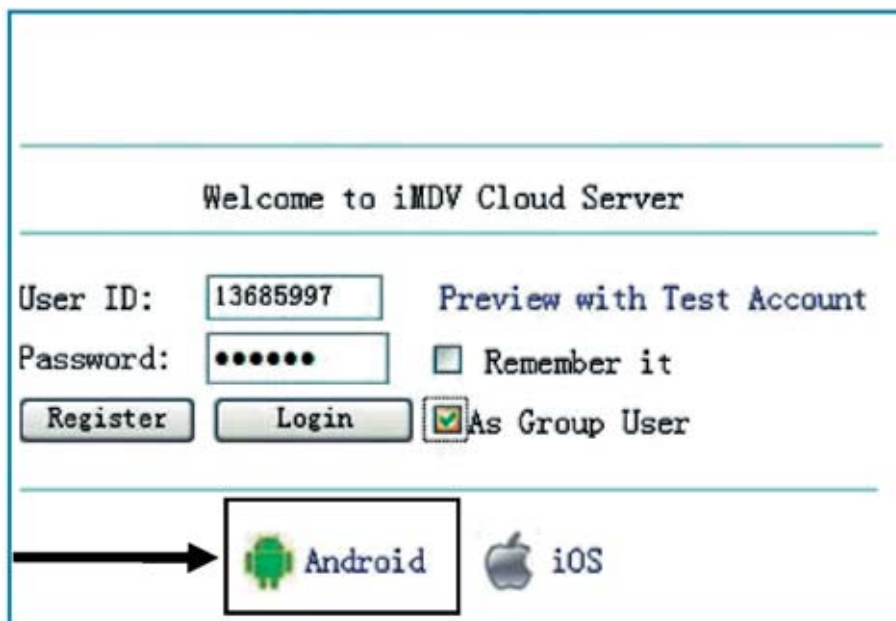 Welcome to iMDV Cloud Server
User ID: 13685997 Preview with Test Account
Password: ●●●●●● Remember it
Register Login As Group User
Android iOS